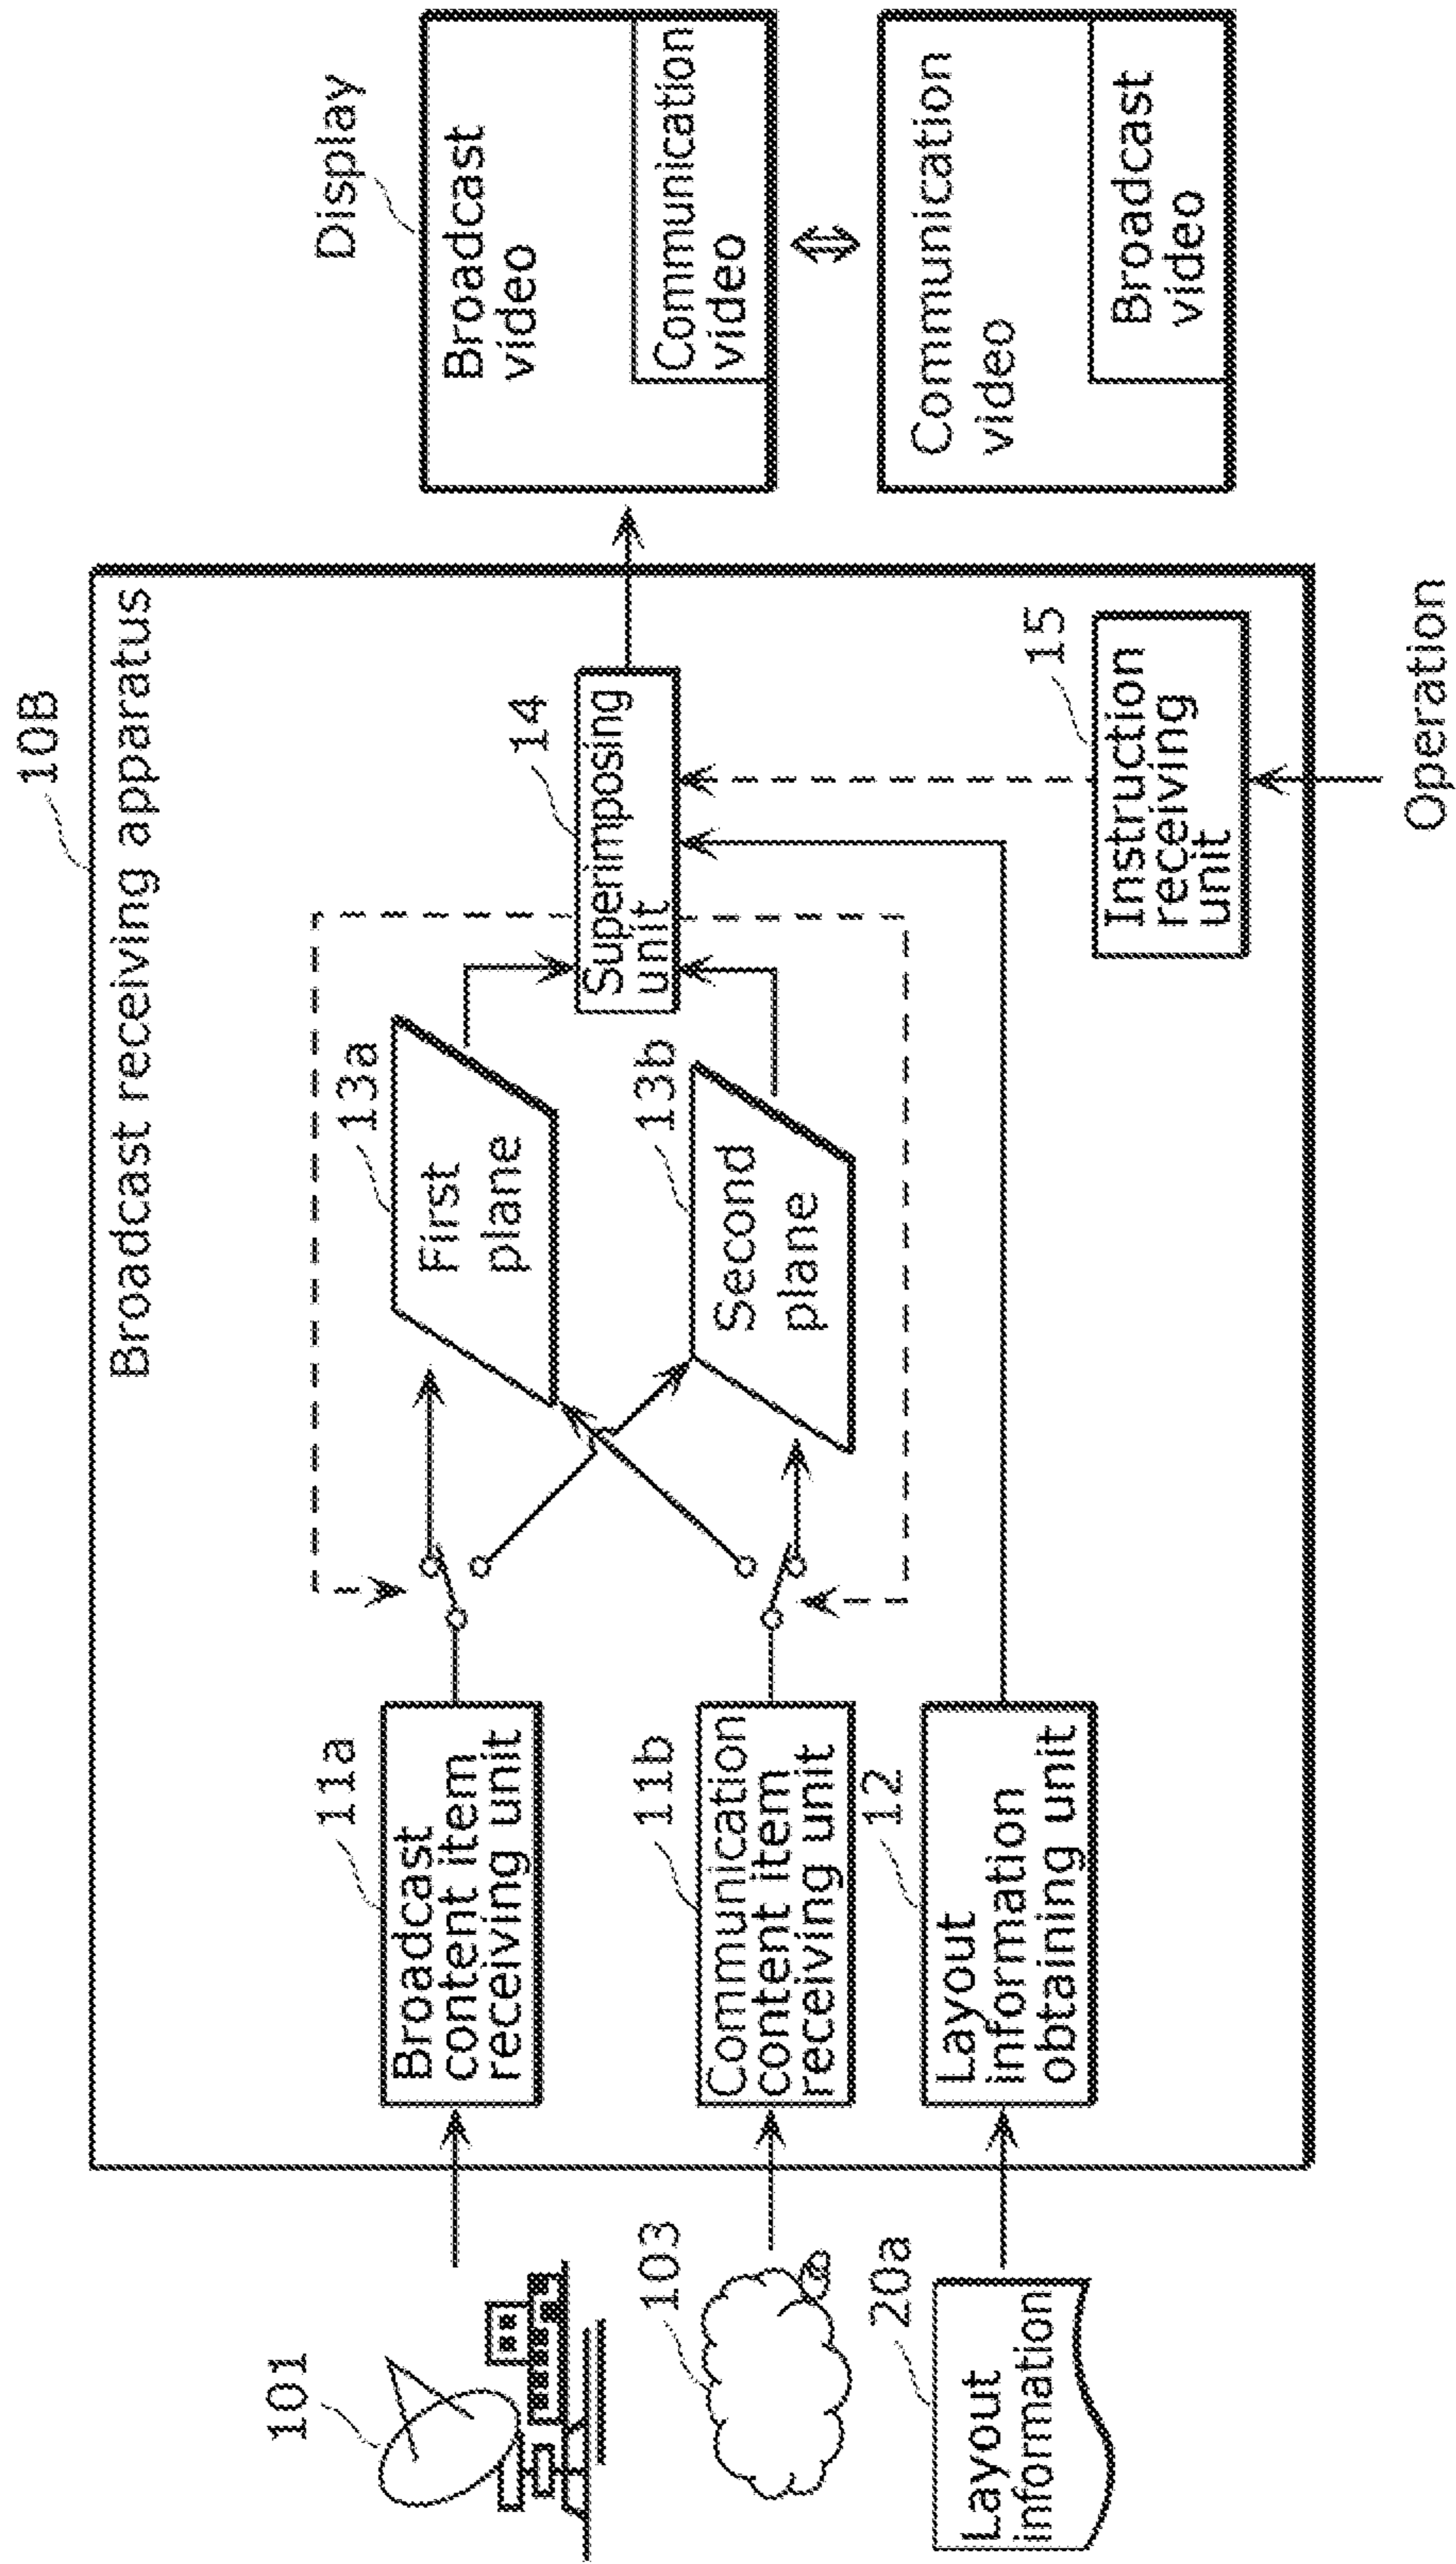 10B
Broadcast receiving apparatus
101
11a
Broadcast
content item
receiving unit
13a
First
plane
14
Superimposing
unit
Display
Broadcast
video
Communication
video
103
11b
Communication
content item
receiving unit
13b
Second
plane
20a
Layout
information
12
Layout
information
obtaining unit
15
Instruction
receiving
unit
Communication
video
Broadcast
video
Operation